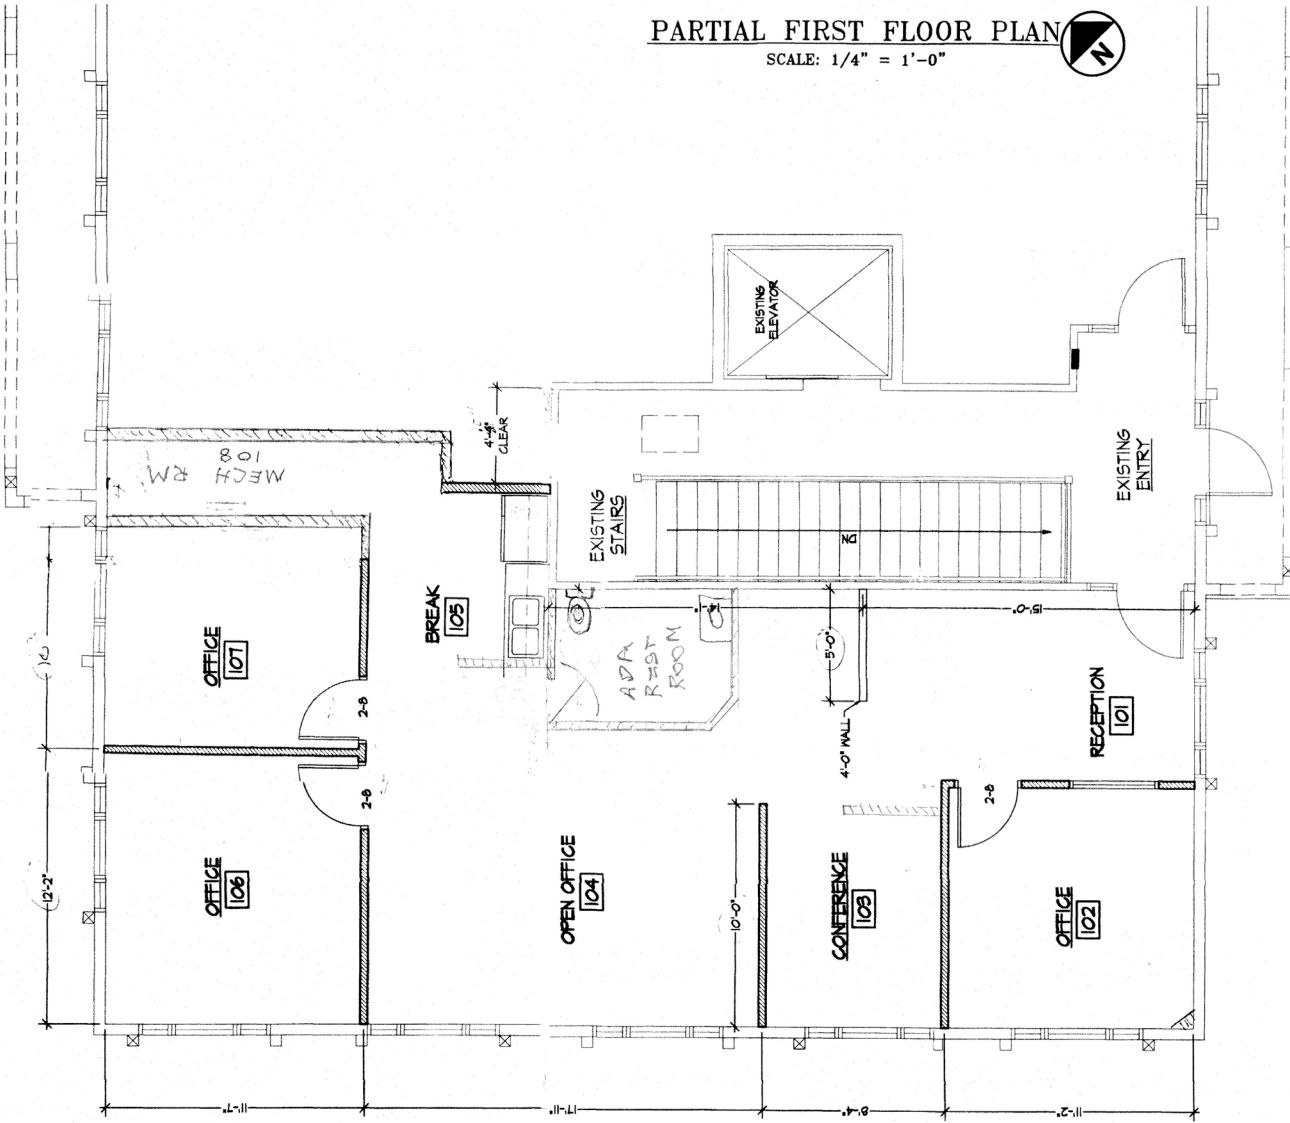 PARTIAL FIRST FLOOR PLAN
SCALE: 1/4" = 1'-0"
N
EXISTING
ELEVATOR
CLEAR
EXISTING
ENTRY
MECH RM
108
EXISTING
STAIRS
DN
BREAK
105
OFFICE
107
2-8
ADA
REST
ROOM
5'-0"
15'-0"
4'-0" WALL
RECEPTION
101
2-8
2-8
12'-2"
OFFICE
106
OPEN OFFICE
104
10'-0"
CONFERENCE
103
OFFICE
102
11'-7"
17'-11"
8'-4"
11'-2"